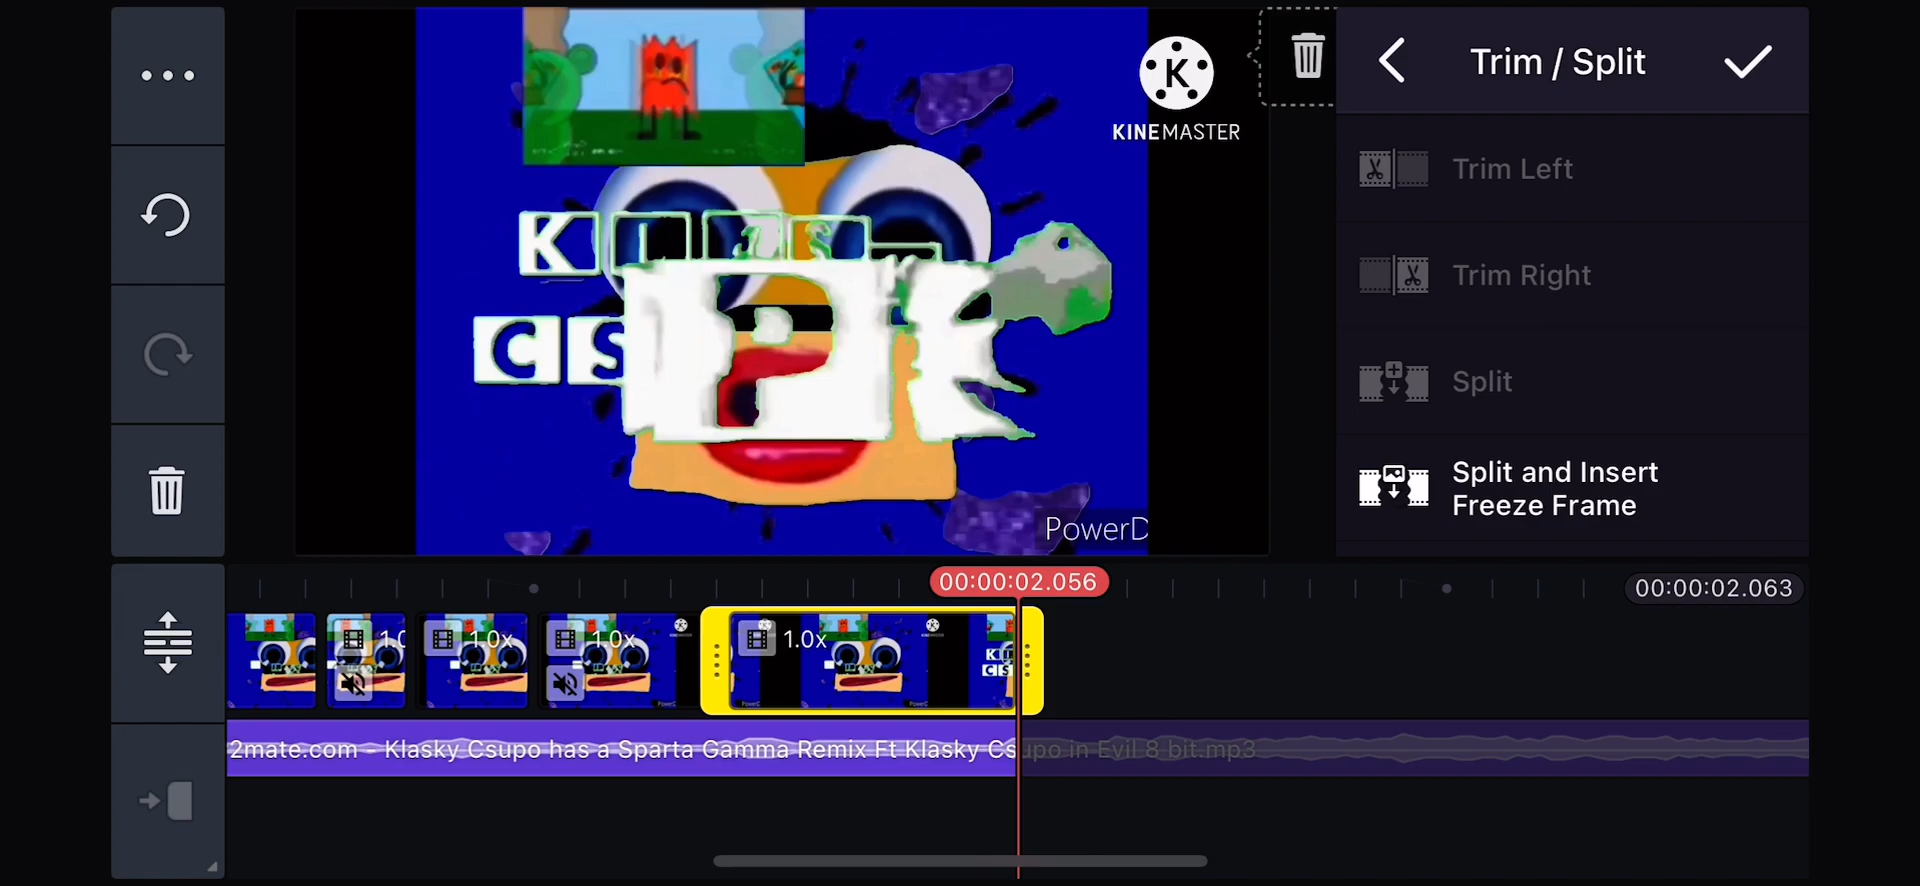 Trim / Split
KINEMASTER
Trim Left
Trim Right
Split
Split and Insert
Freeze Frame
K L A S
C S
PowerD
00:00:02.056
00:00:02.063
1.0
1.0x
1.0x
1.0x
2mate.com - Klasky Csupo has a Sparta Gamma Remix Ft Klasky Csupo in Evil 8 bit.mp3